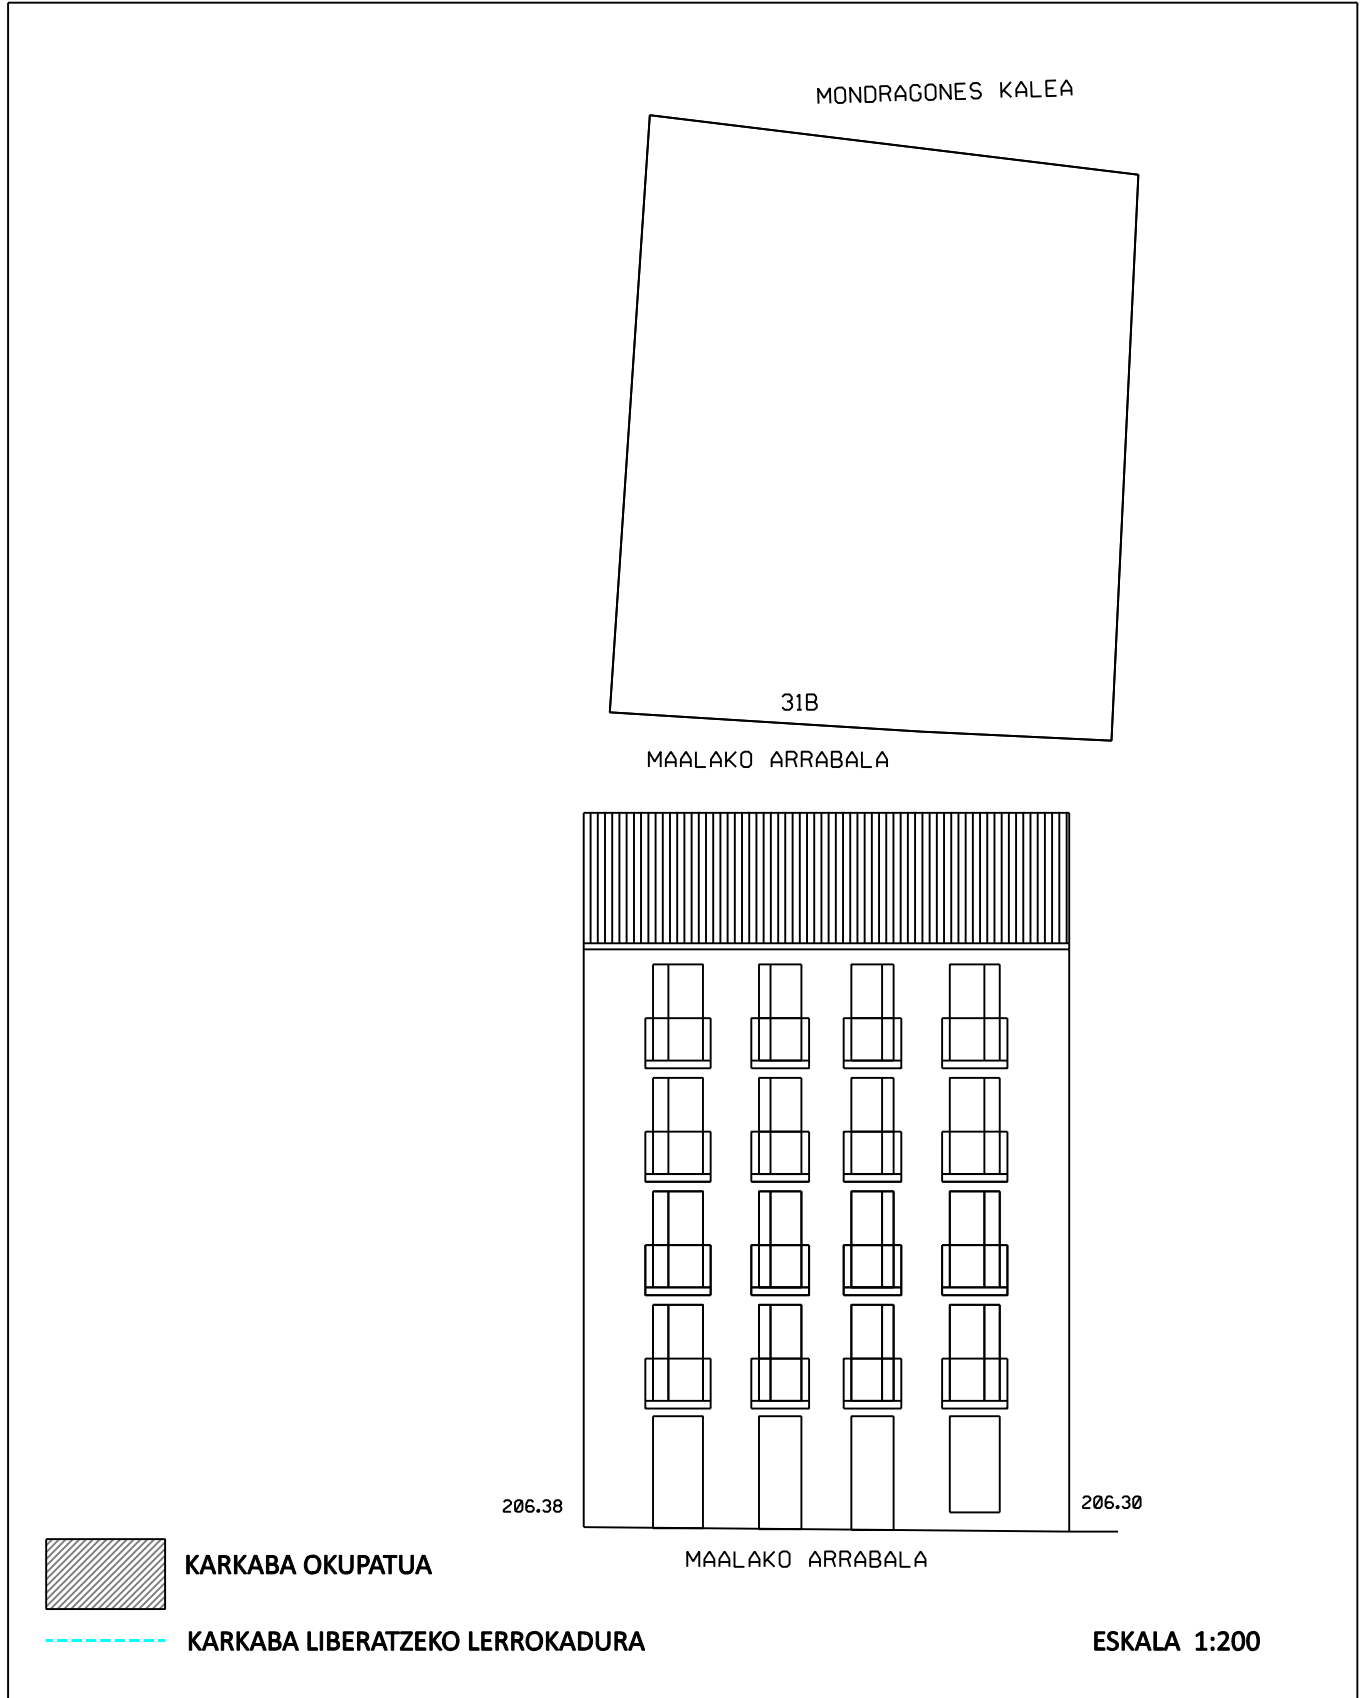 MONDRAGONES KALEA
31B
MAALAKO ARRABALA
206.38
206.30
MAALAKO ARRABALA
KARKABA OKUPATUA
KARKABA LIBERATZEKO LERROKADURA
ESKALA 1:200